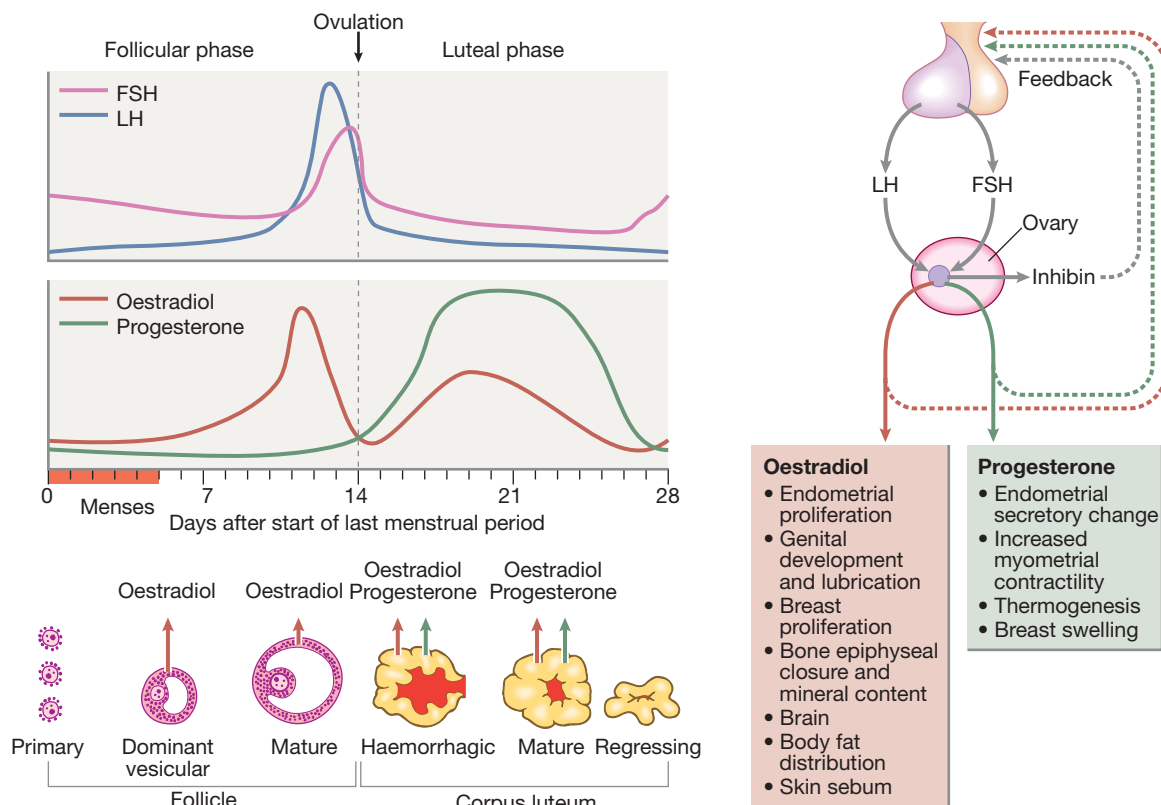 Ovulation
Follicular phase
Luteal phase
FSH
LH
Oestradiol
Progesterone
0
7
14
21
28
Menses
Days after start of last menstrual period
Oestradiol
Oestradiol
Oestradiol
Progesterone
Oestradiol
Progesterone
Primary
Dominant
vesicular
Mature
Haemorrhagic
Mature
Regressing
Follicle
Corpus luteum
Feedback
LH
FSH
Ovary
Inhibin
Oestradiol
• Endometrial
proliferation
• Genital
development
and lubrication
• Breast
proliferation
• Bone epiphyseal
closure and
mineral content
• Brain
• Body fat
distribution
• Skin sebum
Progesterone
• Endometrial
secretory change
• Increased
myometrial
contractility
• Thermogenesis
• Breast swelling